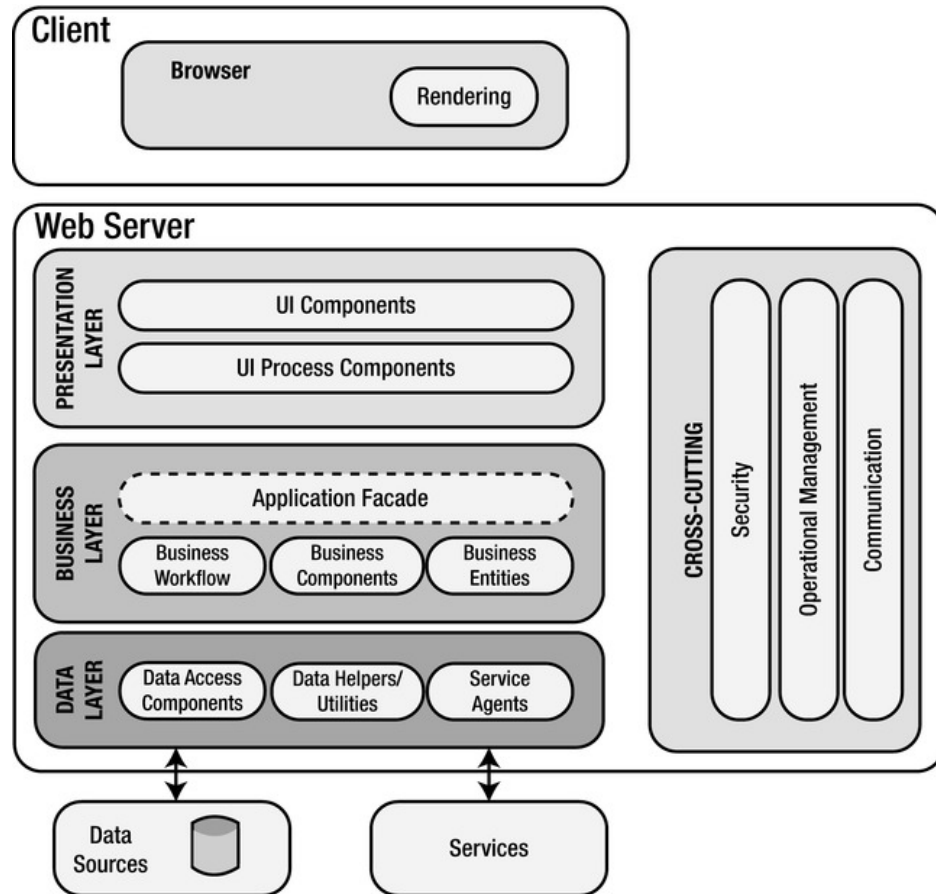 Client
Browser
Rendering
Web Server
PRESENTATION
LAYER
UI Components
UI Process Components
BUSINESS
LAYER
Application Facade
Business
Workflow
Business
Components
Business
Entities
DATA
LAYER
Data Access
Components
Data Helpers/
Utilities
Service
Agents
CROSS-CUTTING
Security
Operational Management
Communication
Data
Sources
Services